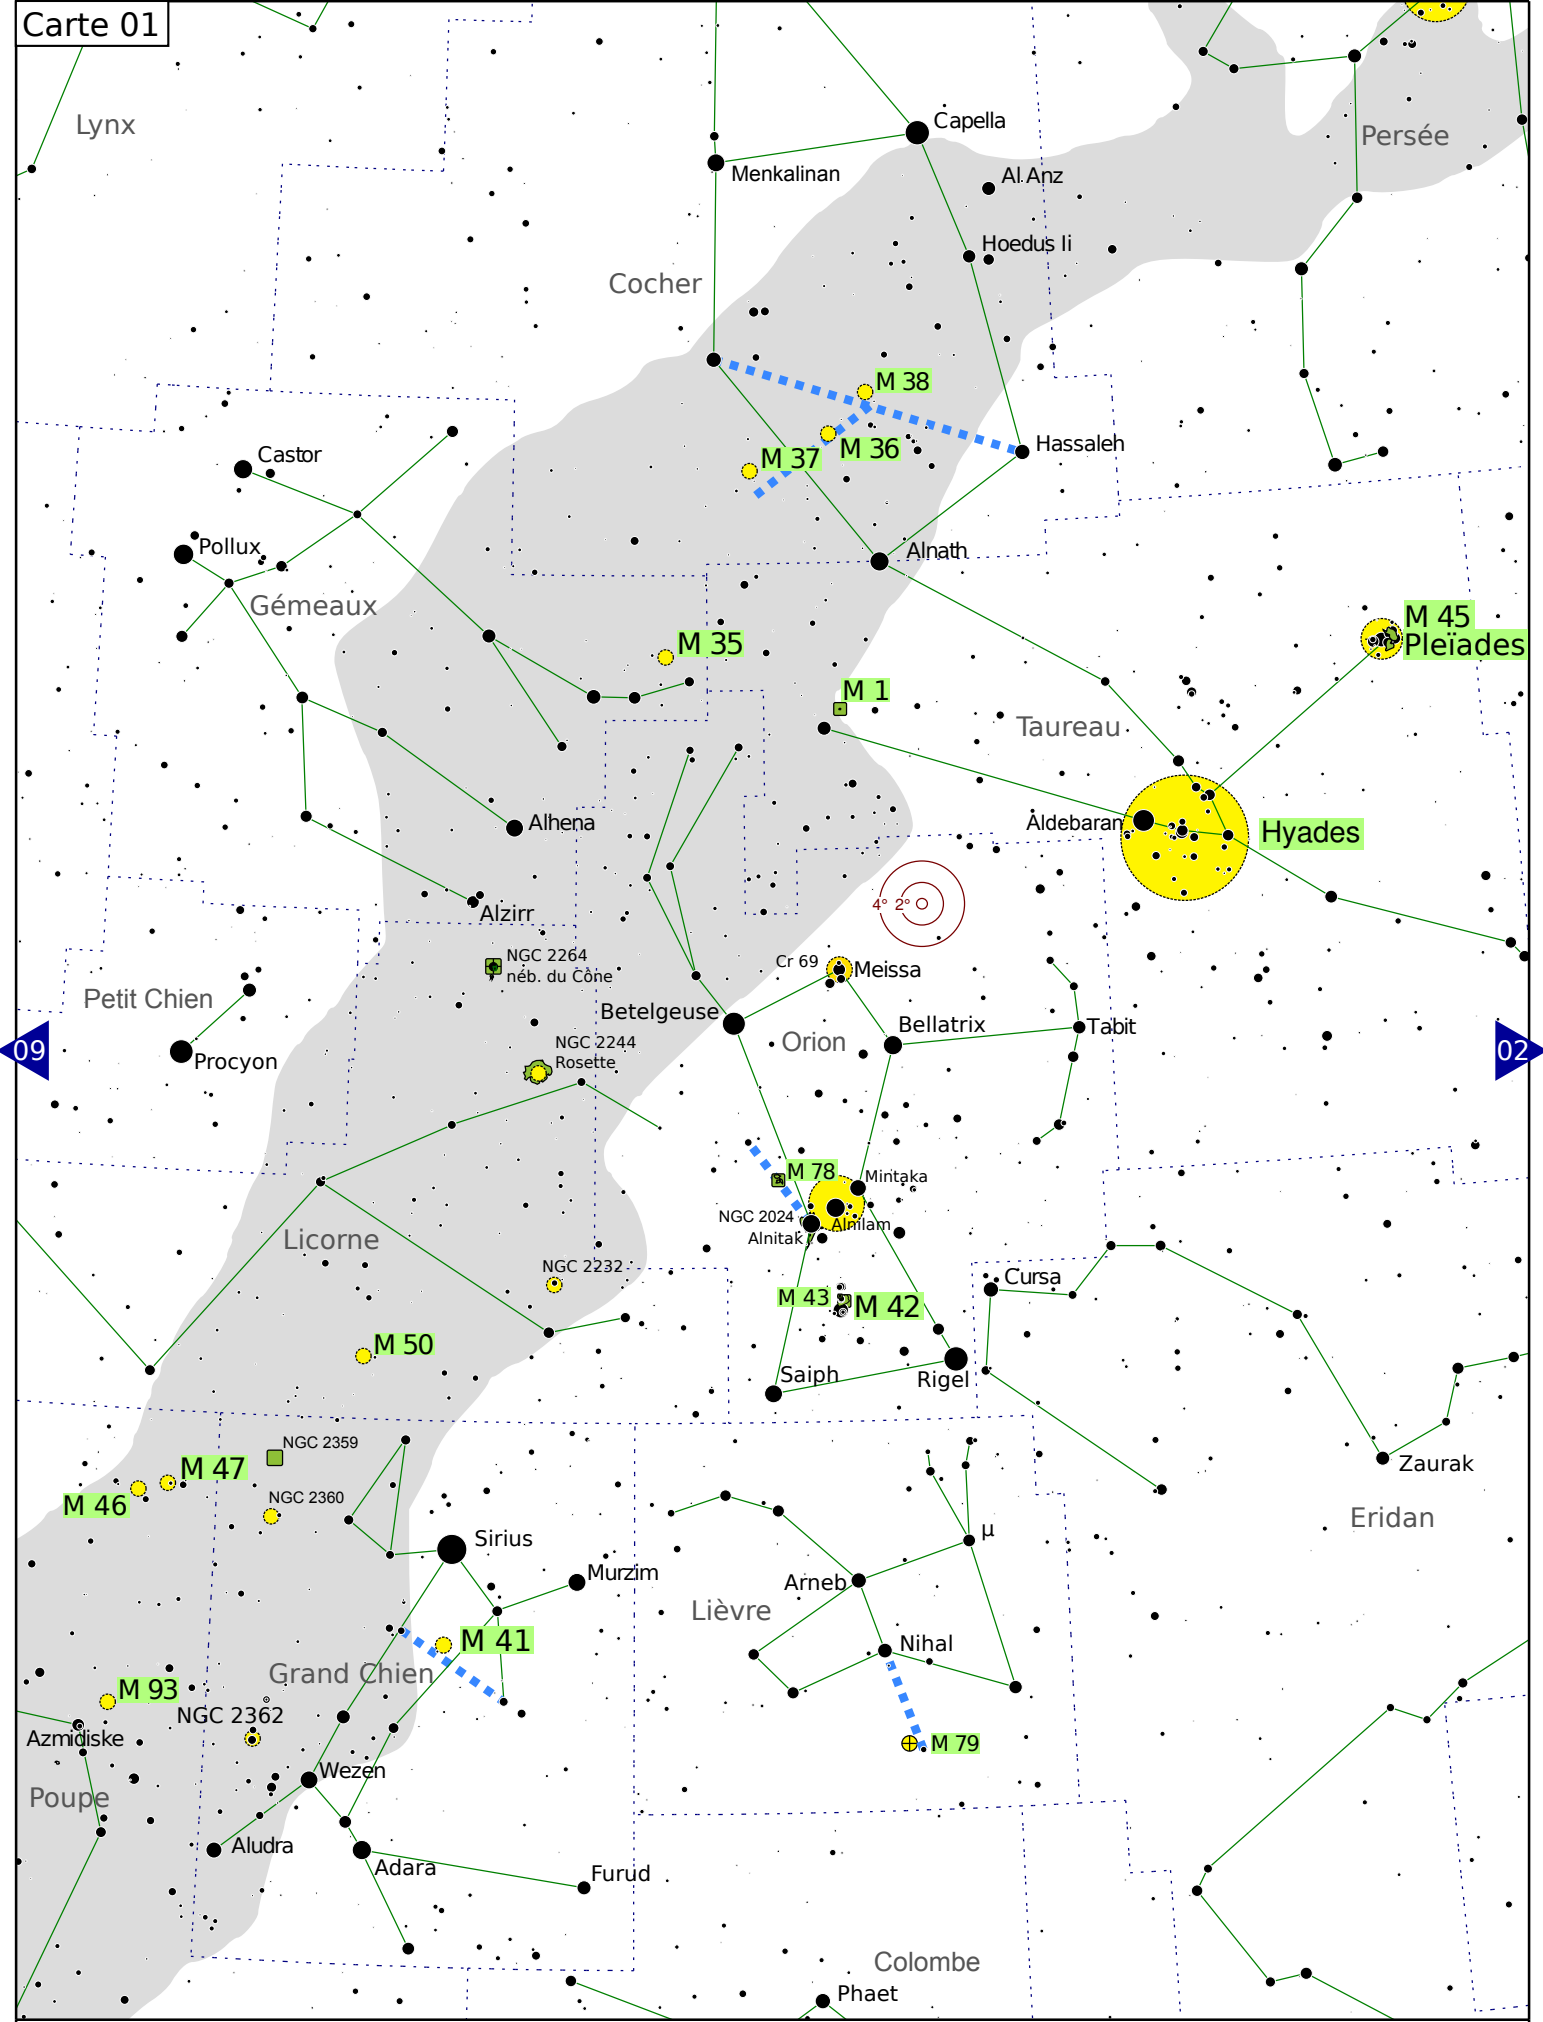 Carte 01
Lynx
Capella
Persée
Menkalinan
Al Anz
Hoedus Ii
Cocher
M 38
Hassaleh
M 36
Castor
M 37
Pollux
Alnath
Gémeaux
M 45
Pleïades
M 35
M 1
Taureau
Alhena
Aldebaran
Hyades
4° 2°
Alzirr
NGC 2264
néb. du Cône
Cr 69
Meissa
Petit Chien
Betelgeuse
Bellatrix
Tabit
Orion
09
Procyon
NGC 2244
Rosette
02
M 78
Mintaka
NGC 2024
Alnilam
Alnitak
Licorne
NGC 2232
Cursa
M 43
M 42
M 50
Saiph
Rigel
NGC 2359
M 47
Zaurak
M 46
NGC 2360
Eridan
Sirius
µ
Murzim
Arneb
Lièvre
M 41
Nihal
Grand Chien
M 93
NGC 2362
Azmidiske
M 79
Wezen
Poupe
Aludra
Adara
Furud
Colombe
Phaet